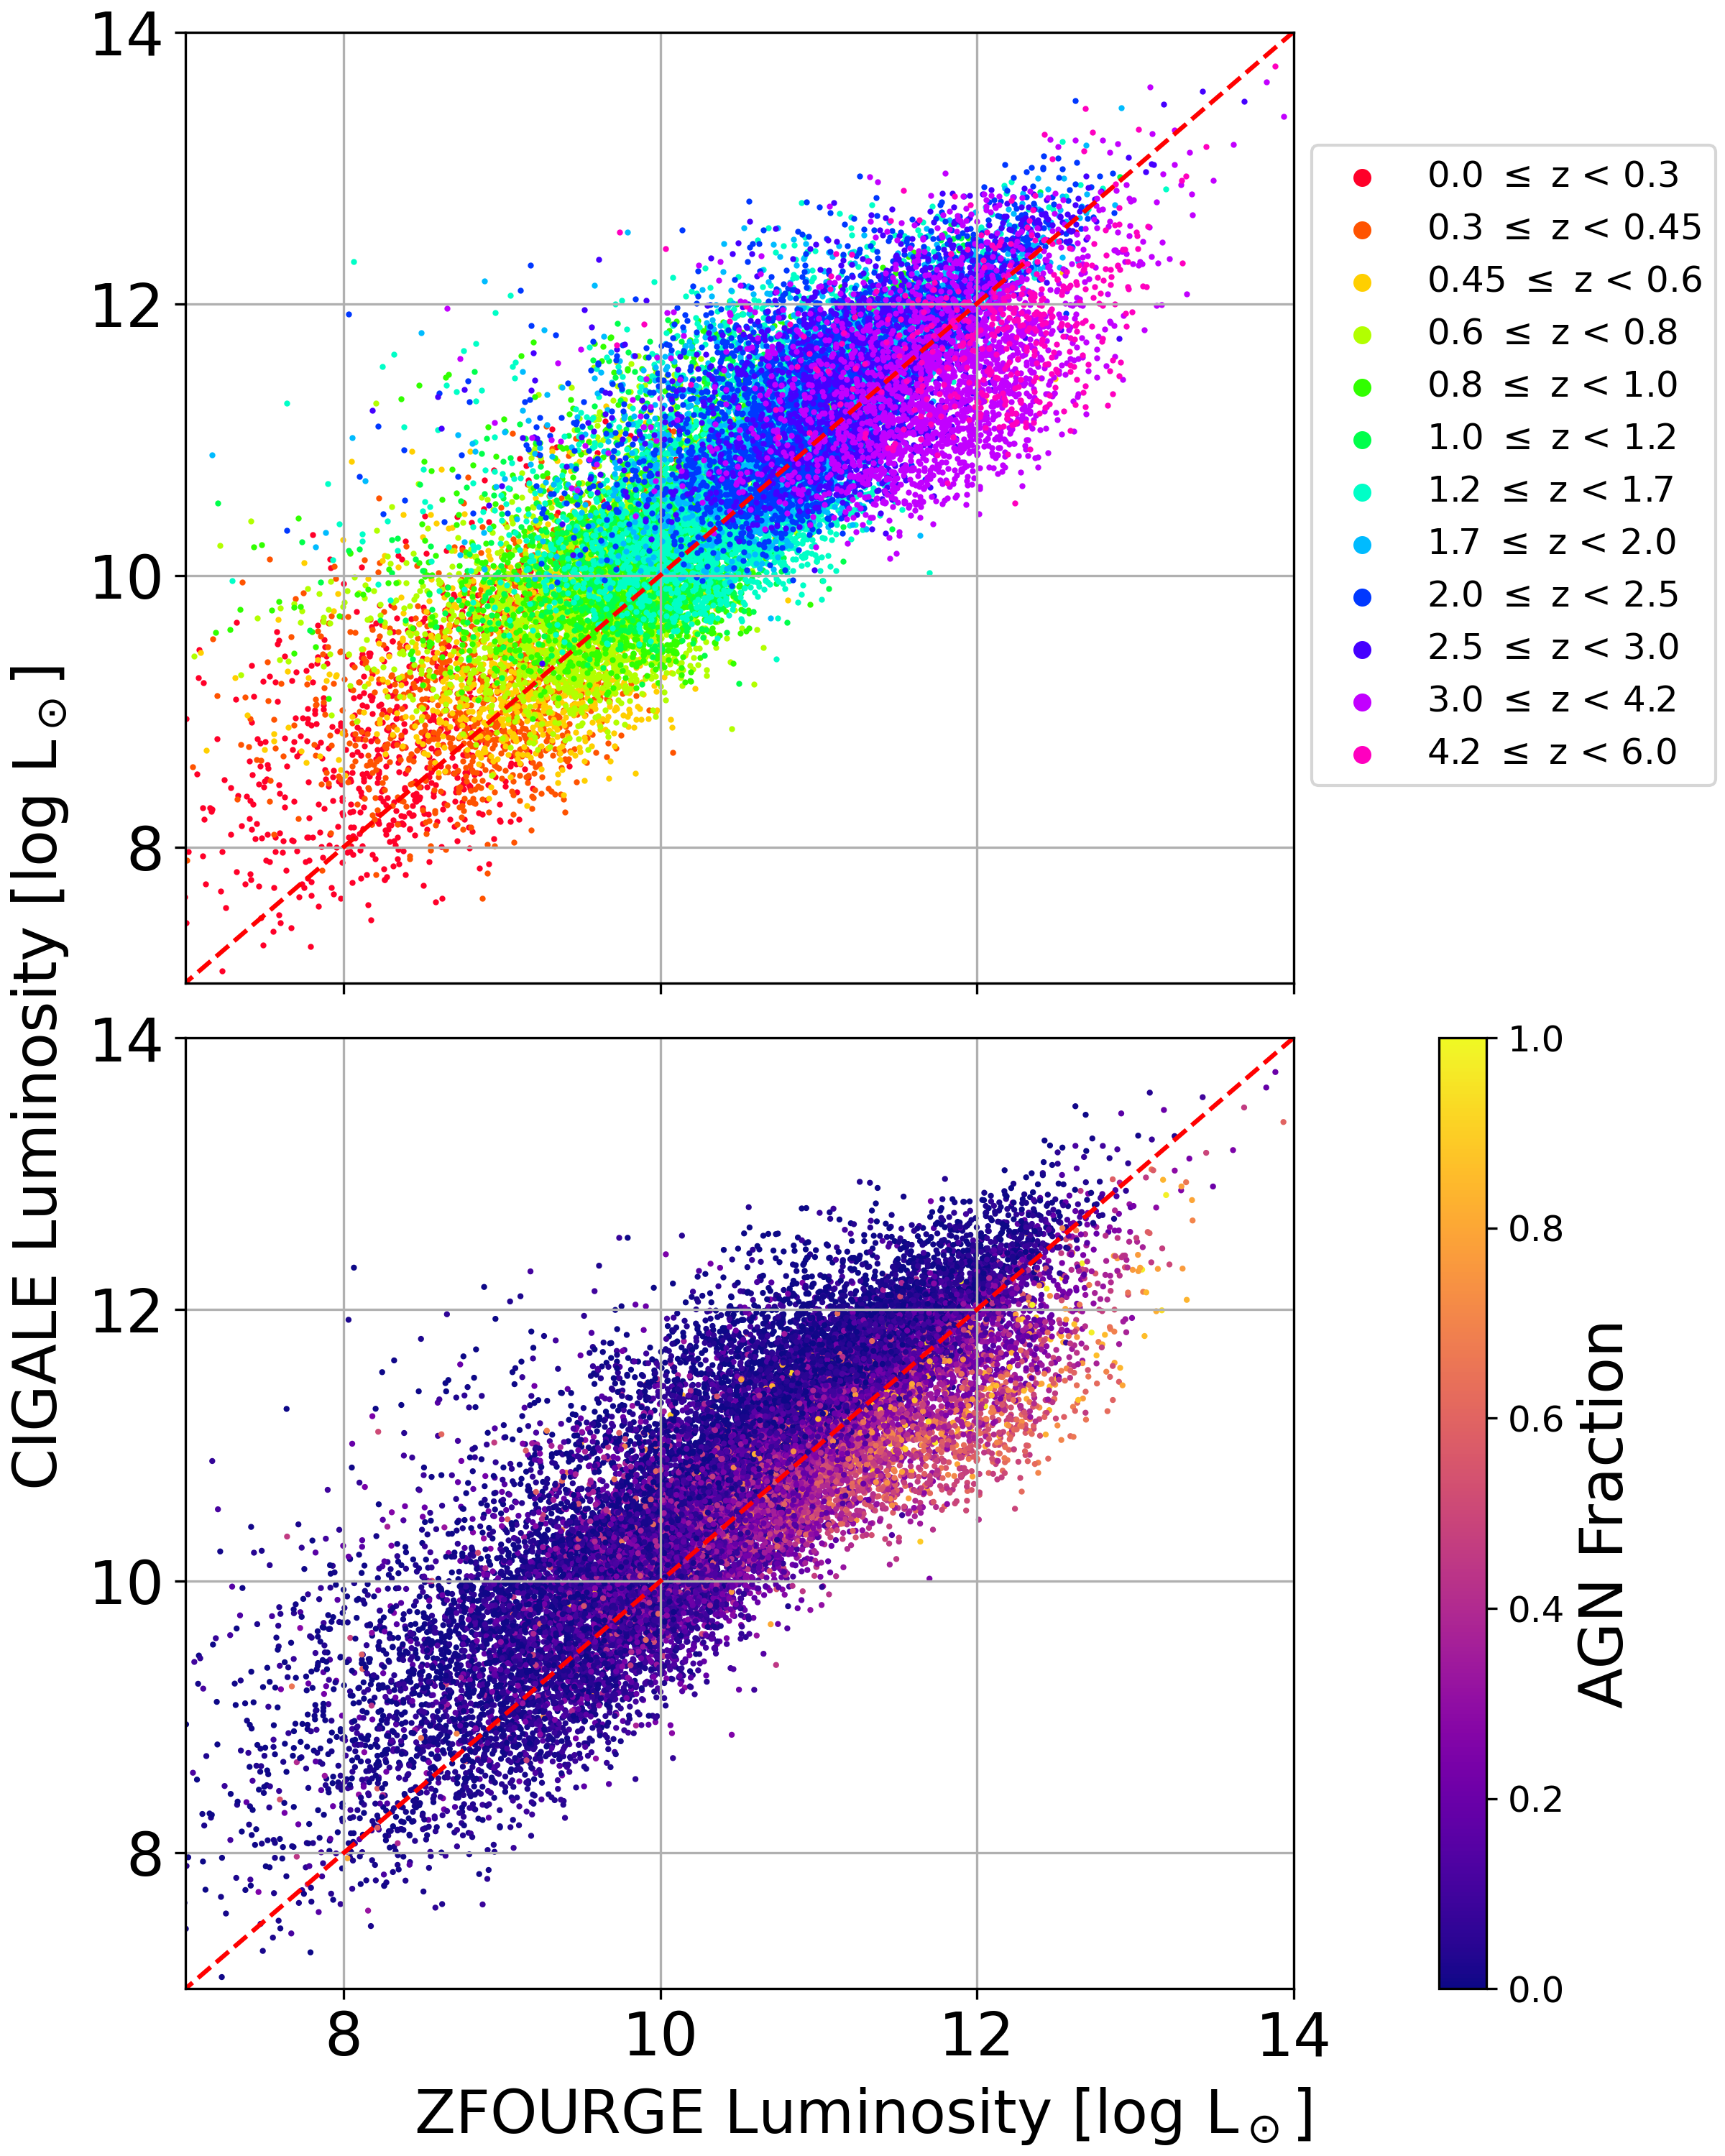 14
12
10
8
0.0 ≤ z < 0.3
0.3 ≤ z < 0.45
0.45 ≤ z < 0.6
0.6 ≤ z < 0.8
0.8 ≤ z < 1.0
1.0 ≤ z < 1.2
1.2 ≤ z < 1.7
1.7 ≤ z < 2.0
2.0 ≤ z < 2.5
2.5 ≤ z < 3.0
3.0 ≤ z < 4.2
4.2 ≤ z < 6.0
CIGALE Luminosity [log L⊙]
14
12
10
8
8
10
12
14
ZFOURGE Luminosity [log L⊙]
1.0
0.8
0.6
0.4
0.2
0.0
AGN Fraction